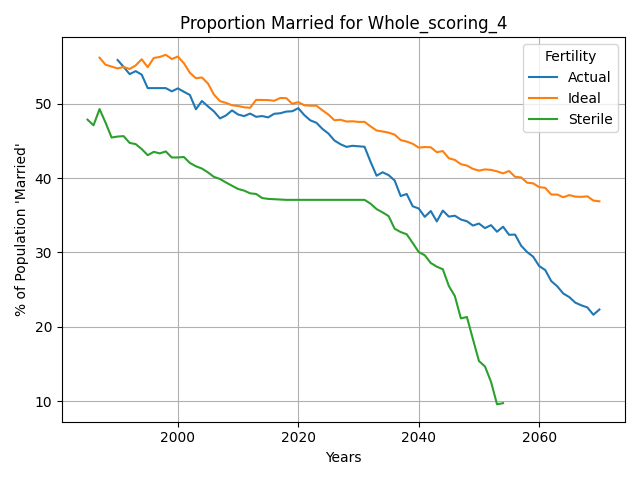 Proportion Married for Whole_scoring_4
% of Population 'Married'
50
40
30
20
10
Fertility
Actual
Ideal
Sterile
2000
2020
2040
2060
Years